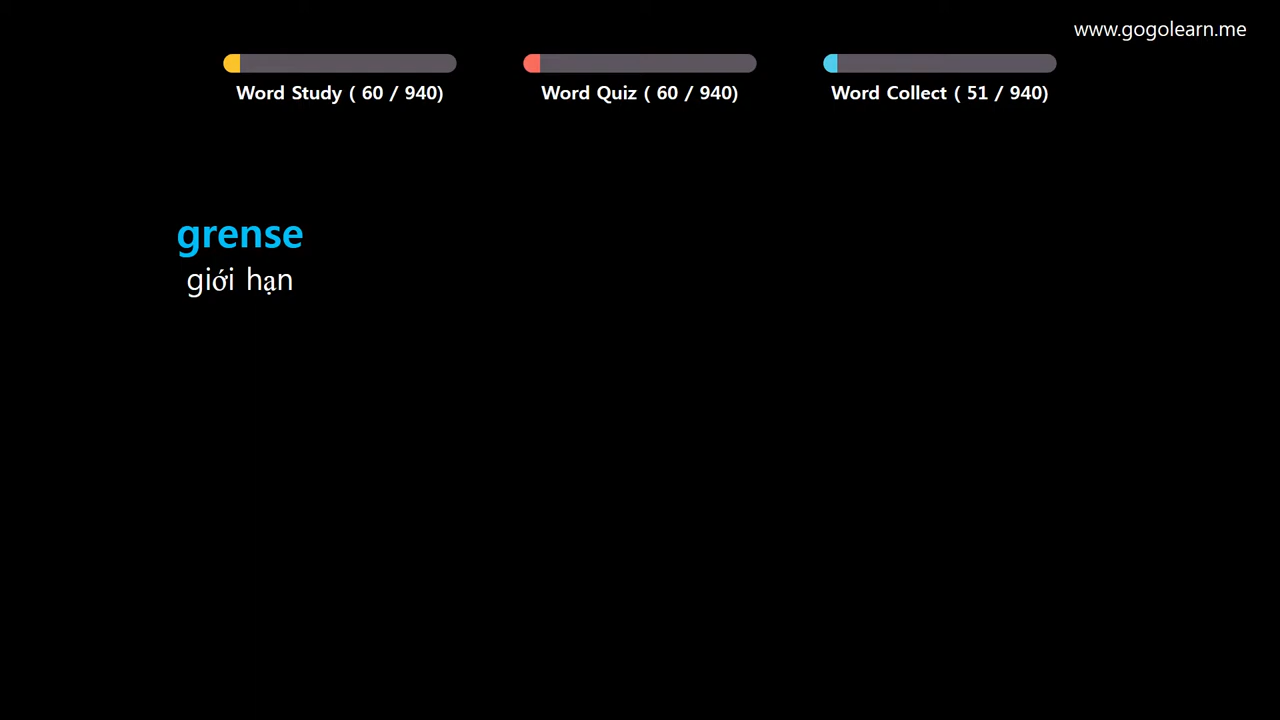 www.gogolearn.me
Word Study ( 60 / 940)
Word Quiz ( 60 / 940)
Word Collect ( 51 / 940)
grense
giới hạn